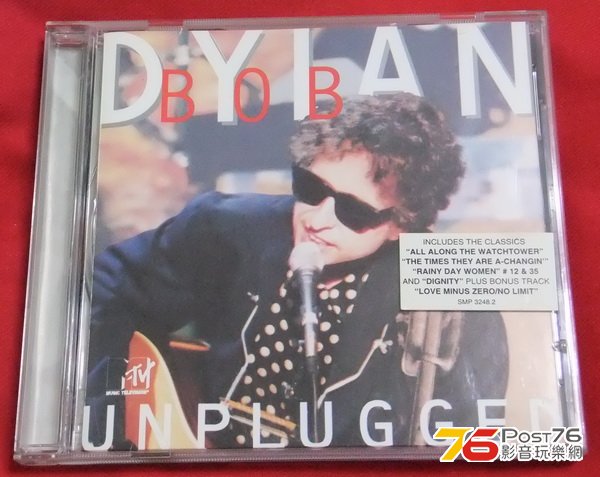 DYLAN
BOB
INCLUDES THE CLASSICS
"ALL ALONG THE WATCHTOWER"
"THE TIMES THEY ARE A-CHANGIN'"
"RAINY DAY WOMEN" # 12 & 35
AND "DIGNITY" PLUS BONUS TRACK
"LOVE MINUS ZERO/NO LIMIT"
SMP 3248.2
MTV
MUSIC TELEVISION
UNPLUGGED
76 Post76
影音玩樂網